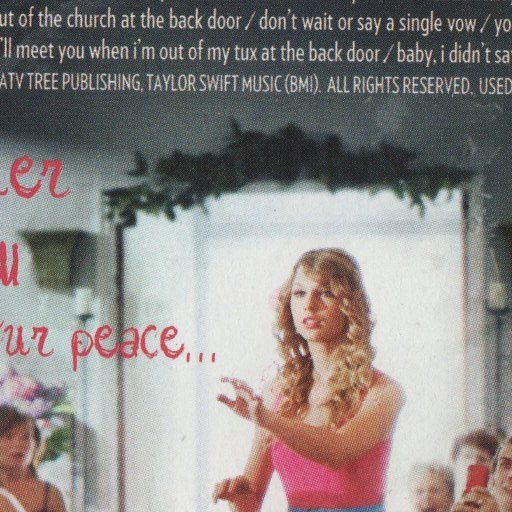 ut of the church at the back door / don't wait or say a single vow / yo
'll meet you when i'm out of my tux at the back door / baby, i didn't sa
ATV TREE PUBLISHING, TAYLOR SWIFT MUSIC (BMI). ALL RIGHTS RESERVED. USED
er
u
ur peace...